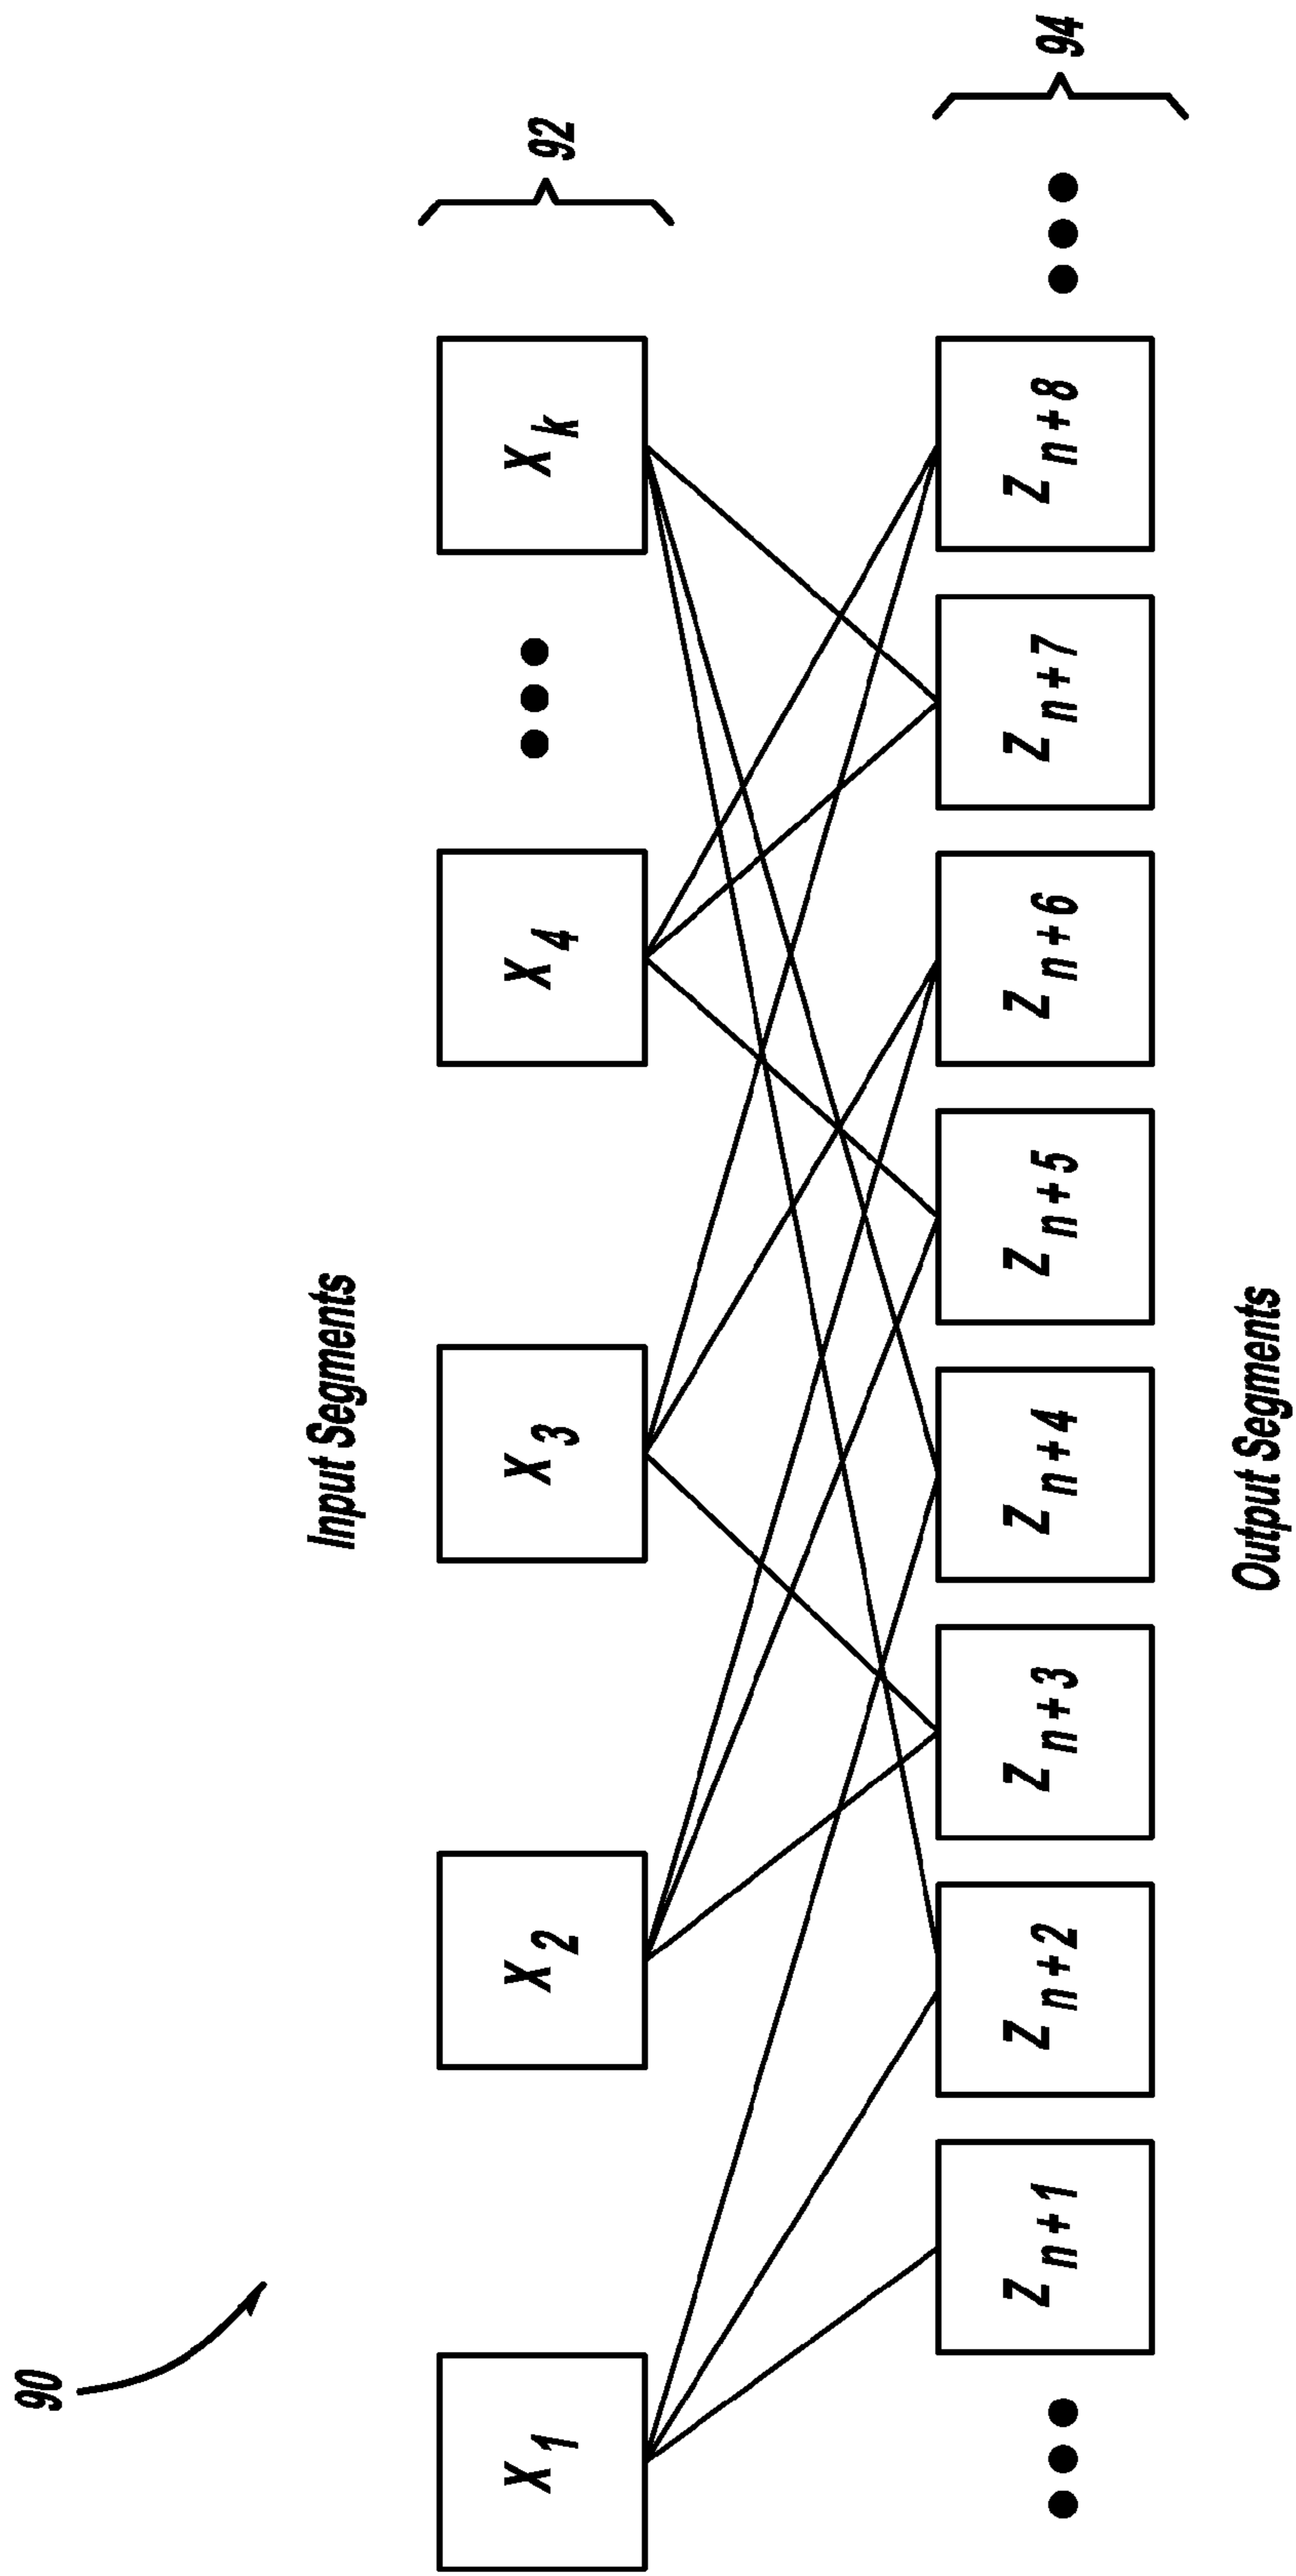 90
Input Segments
X1 X2 X3 X4 Xk
92
Zn+1 Zn+2 Zn+3 Zn+4 Zn+5 Zn+6 Zn+7 Zn+8
94
Output Segments